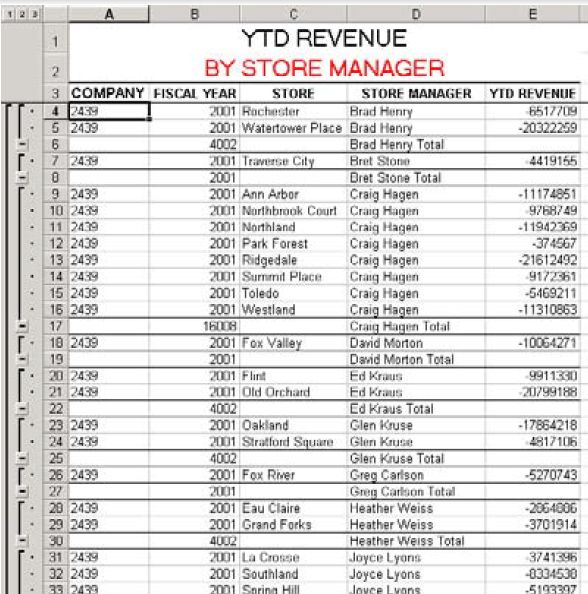 1 2 3 A B C D E
1 YTD REVENUE
2 BY STORE MANAGER
3 COMPANY FISCAL YEAR STORE STORE MANAGER YTD REVENUE
4 2439 2001 Rochester Brad Henry -6517709
5 2439 2001 Watertower Place Brad Henry -20322259
6 4002 Brad Henry Total
7 2439 2001 Traverse City Bret Stone -4419155
8 2001 Bret Stone Total
9 2439 2001 Ann Arbor Craig Hagen -11174851
10 2439 2001 Northbrook Court Craig Hagen -9768749
11 2439 2001 Northland Craig Hagen -11942369
12 2439 2001 Park Forest Craig Hagen -374567
13 2439 2001 Ridgedale Craig Hagen -21612492
14 2439 2001 Summit Place Craig Hagen -9172361
15 2439 2001 Toledo Craig Hagen -5469211
16 2439 2001 Westland Craig Hagen -11310863
17 16008 Craig Hagen Total
18 2439 2001 Fox Valley David Morton -10064271
19 2001 David Morton Total
20 2439 2001 Flint Ed Kraus -9911330
21 2439 2001 Old Orchard Ed Kraus -20799188
22 4002 Ed Kraus Total
23 2439 2001 Oakland Glen Kruse -17864218
24 2439 2001 Stratford Square Glen Kruse -4817106
25 4002 Glen Kruse Total
26 2439 2001 Fox River Greg Carlson -5270743
27 2001 Greg Carlson Total
28 2439 2001 Eau Claire Heather Weiss -2864886
29 2439 2001 Grand Forks Heather Weiss -3701914
30 4002 Heather Weiss Total
31 2439 2001 La Crosse Joyce Lyons -3741396
32 2439 2001 Southland Joyce Lyons -8334538
33 2439 2001 Spring Hill Joyce Lyons -5193397